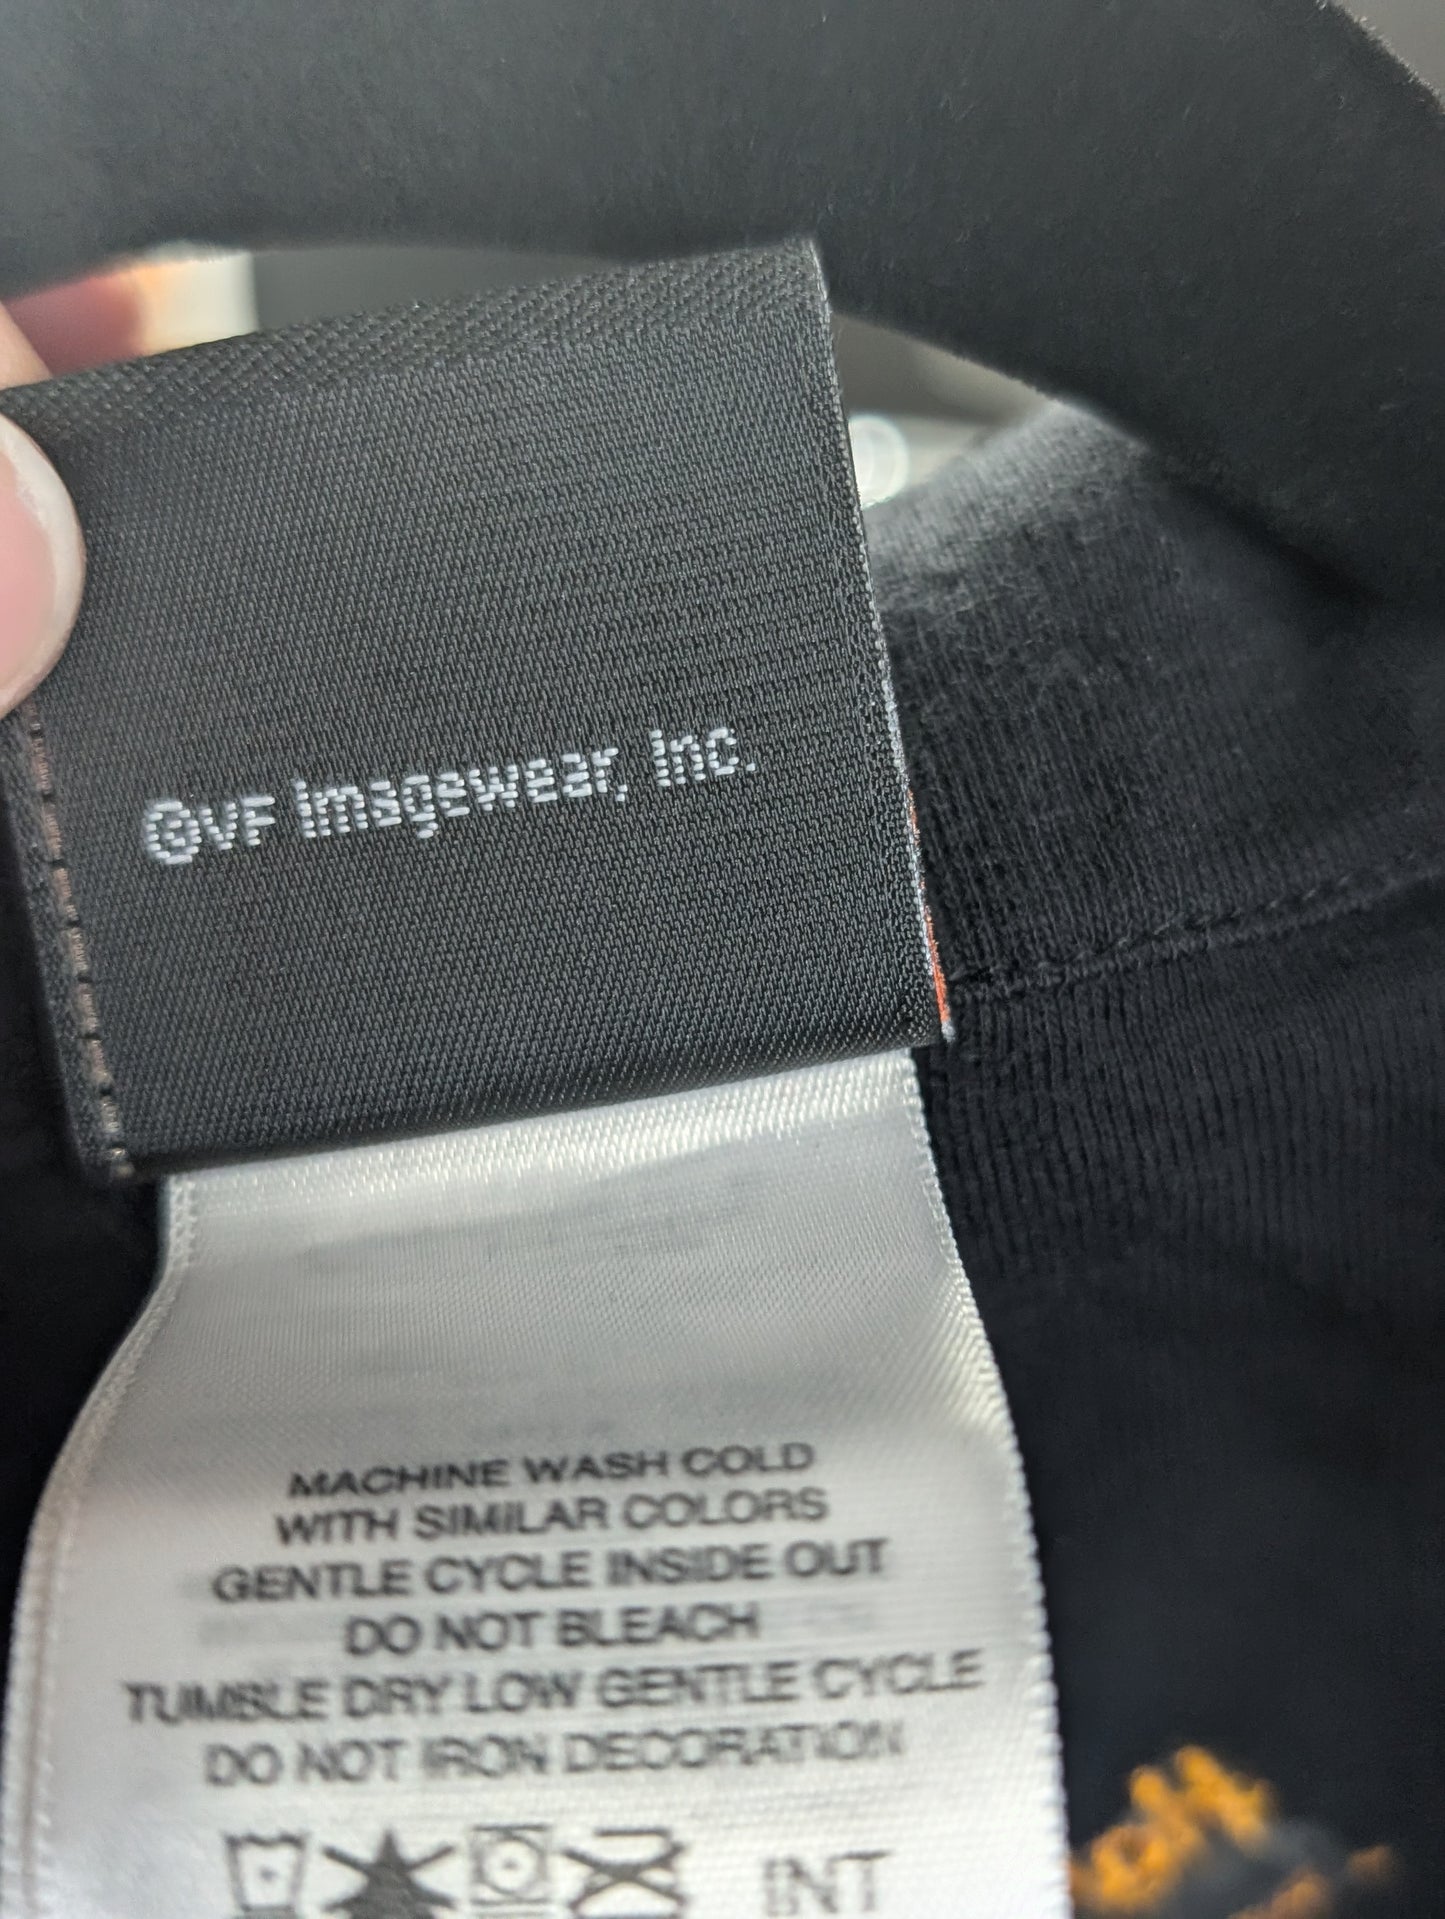 ©VF Imagewear, Inc.
MACHINE WASH COLD
WITH SIMILAR COLORS
GENTLE CYCLE INSIDE OUT
DO NOT BLEACH
TUMBLE DRY LOW GENTLE CYCLE
DO NOT IRON DECORATION
INT